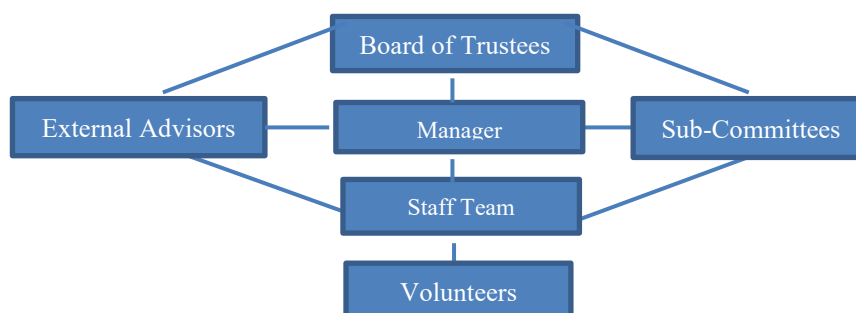 Board of Trustees
External Advisors
Manager
Sub-Committees
Staff Team
Volunteers